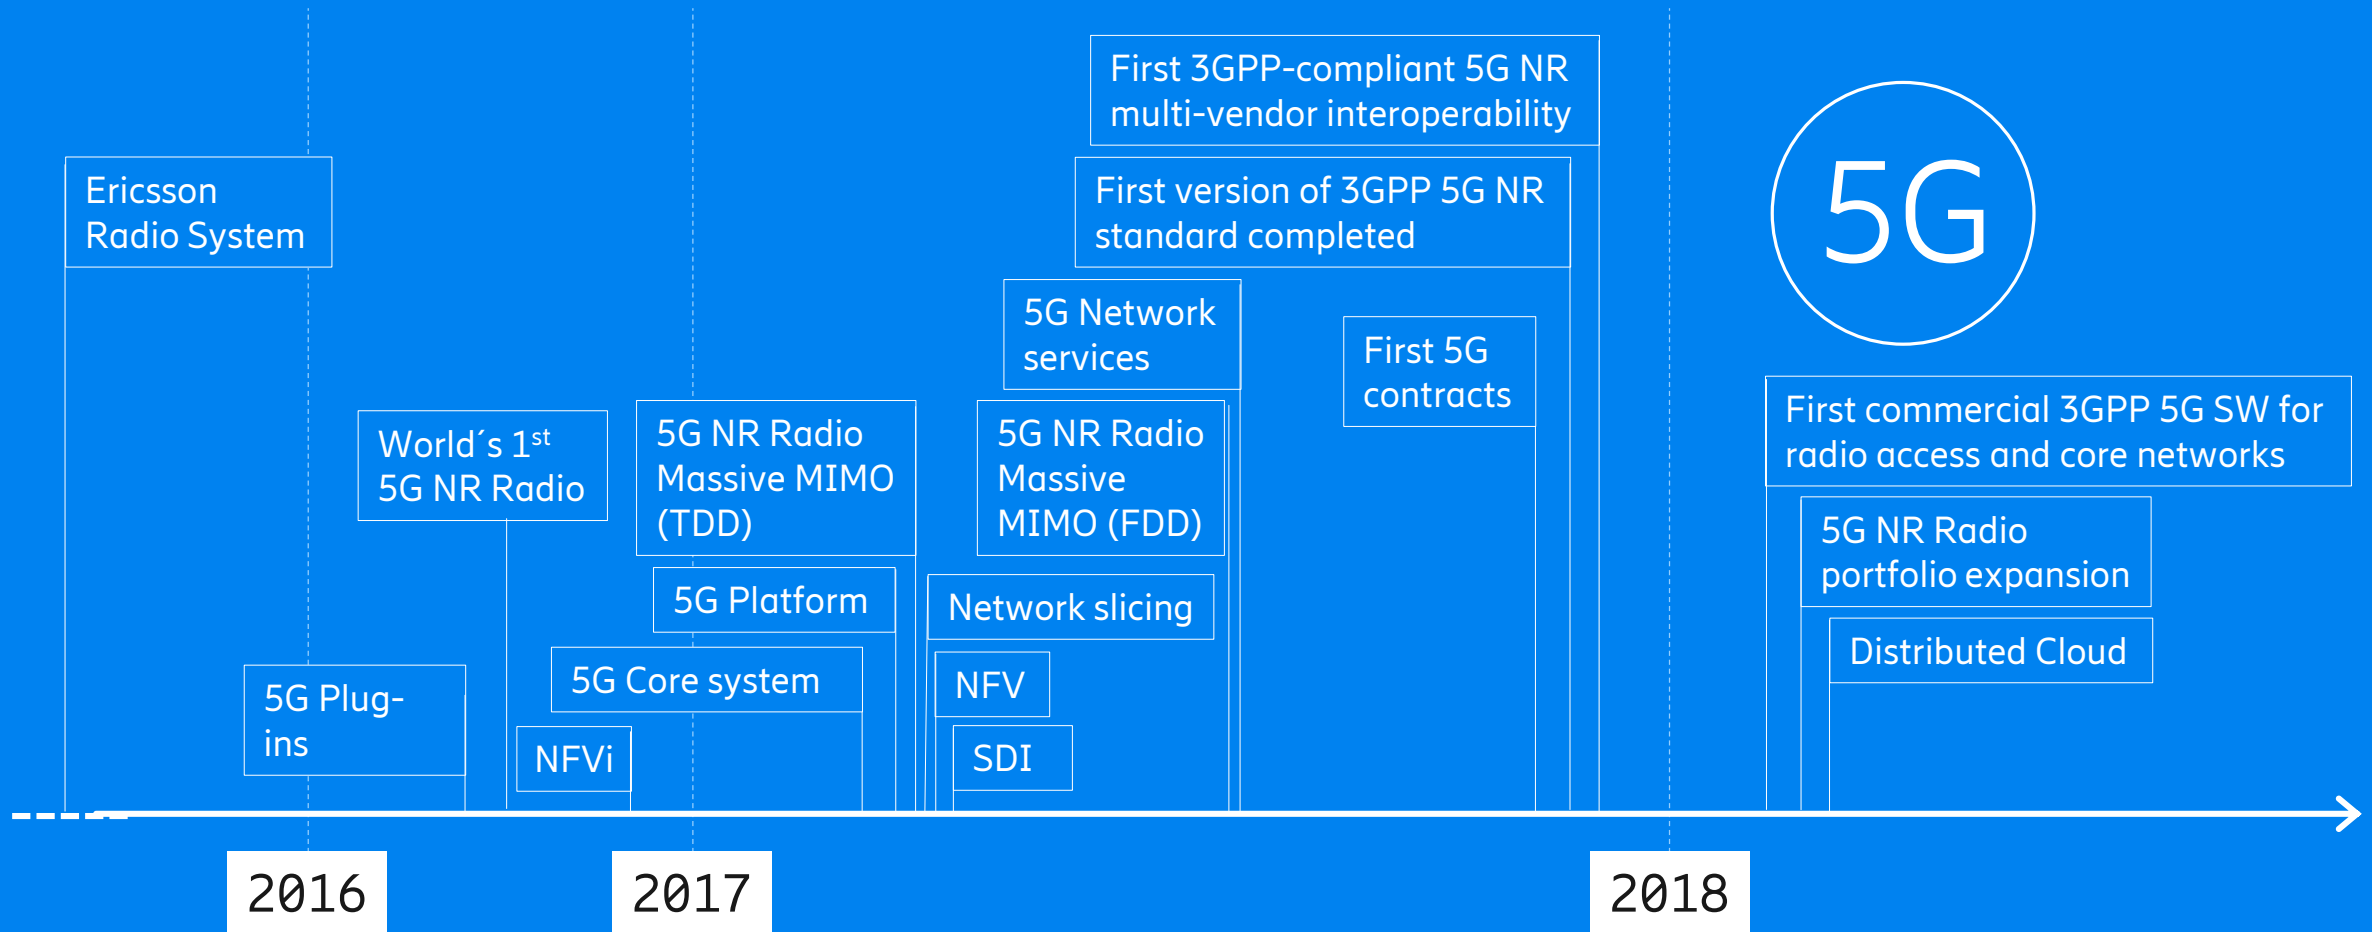 First 3GPP-compliant 5G NR
multi-vendor interoperability
Ericsson
Radio System
First version of 3GPP 5G NR
standard completed
5G
5G Network
services
First 5G
contracts
World´s 1st
5G NR Radio
5G NR Radio
Massive MIMO
(TDD)
5G NR Radio
Massive
MIMO (FDD)
First commercial 3GPP 5G SW for
radio access and core networks
5G NR Radio
portfolio expansion
5G Platform
Network slicing
Distributed Cloud
5G Plug-
ins
5G Core system
NFV
NFVi
SDI
2016
2017
2018